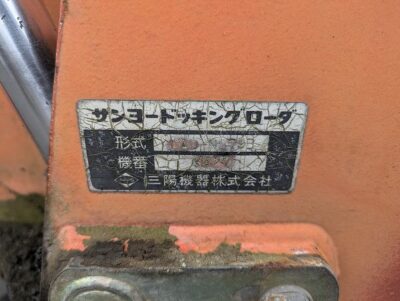 サンヨードッキングローダ
形式
機番
三陽機器株式会社